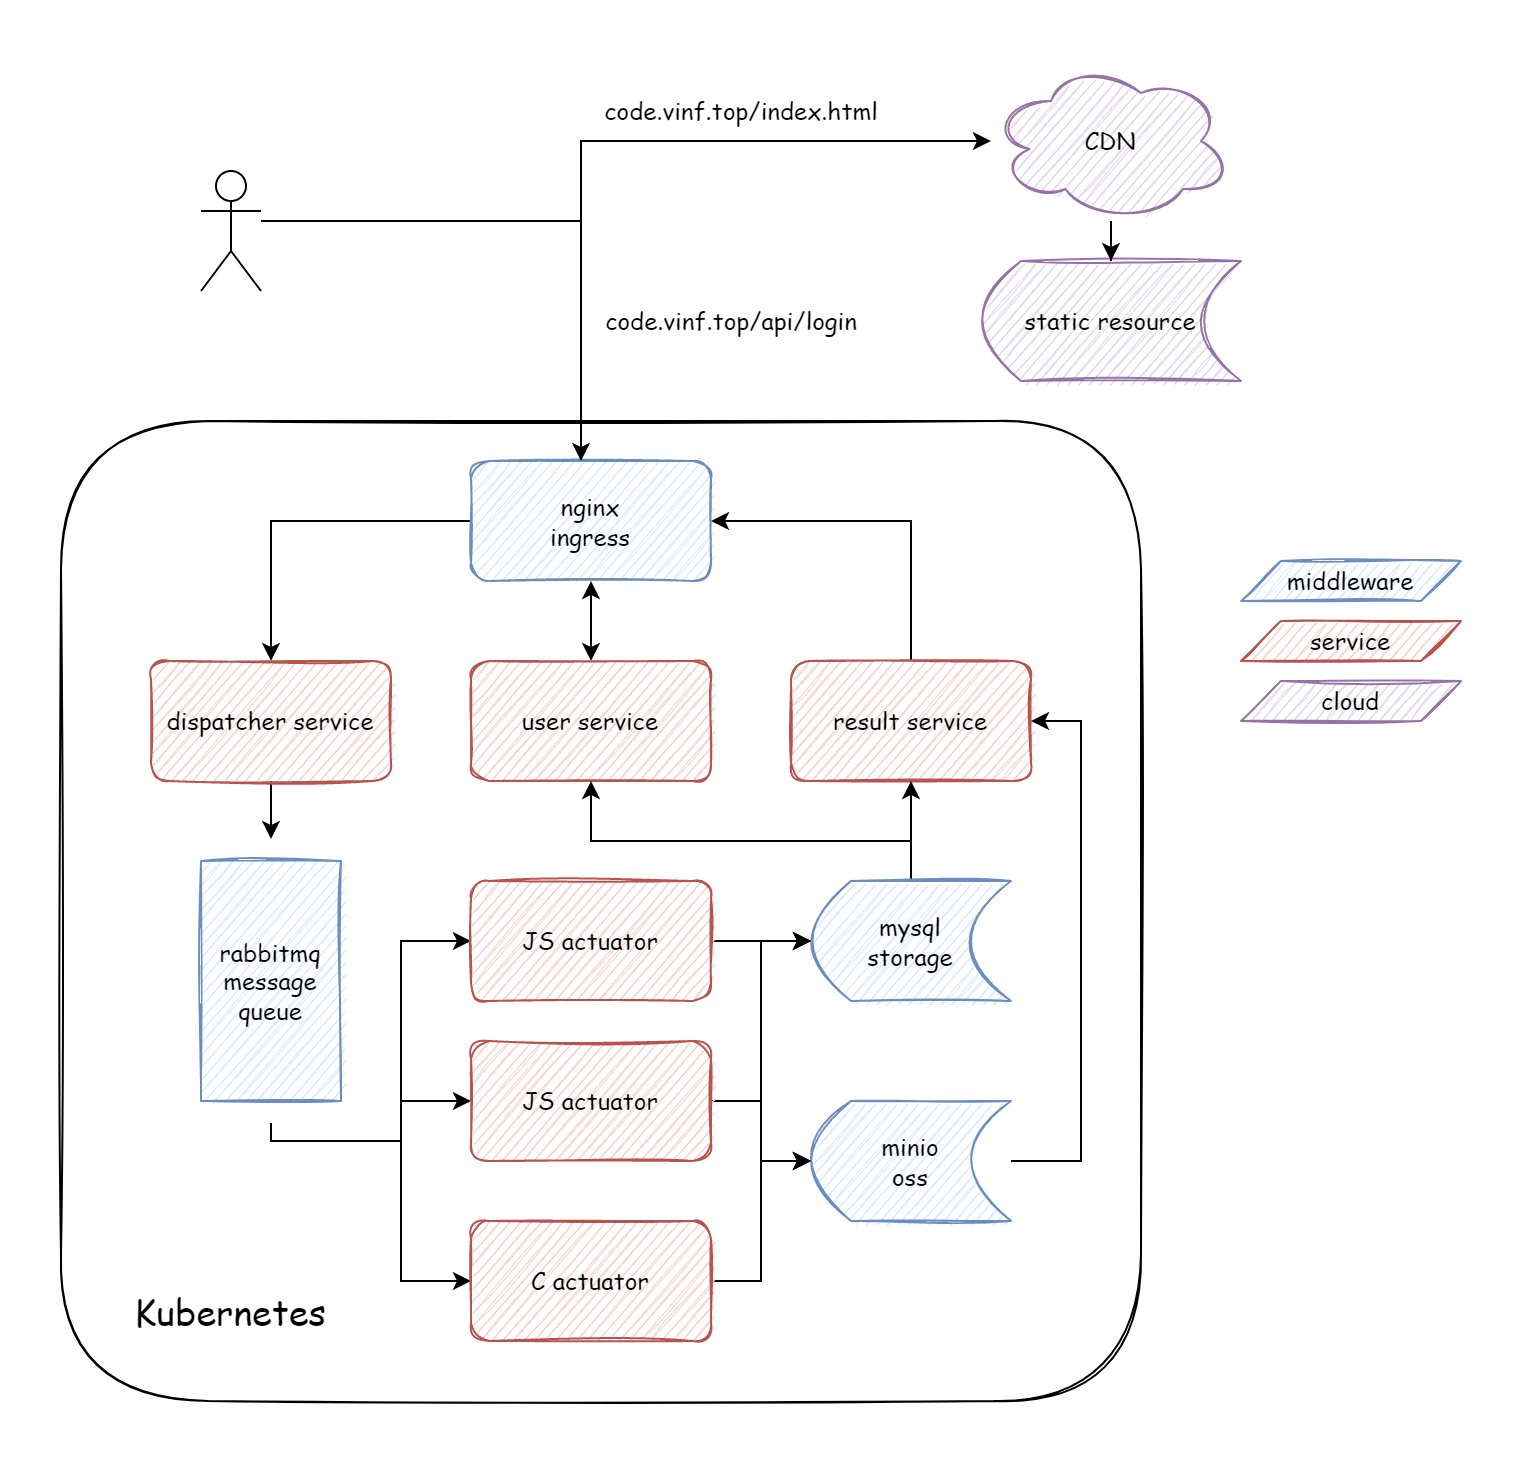 code.vinf.top/index.html
CDN
code.vinf.top/api/login
static resource
nginx
ingress
middleware
service
cloud
dispatcher service
user service
result service
rabbitmq
message
queue
JS actuator
mysql
storage
JS actuator
minio
oss
C actuator
Kubernetes